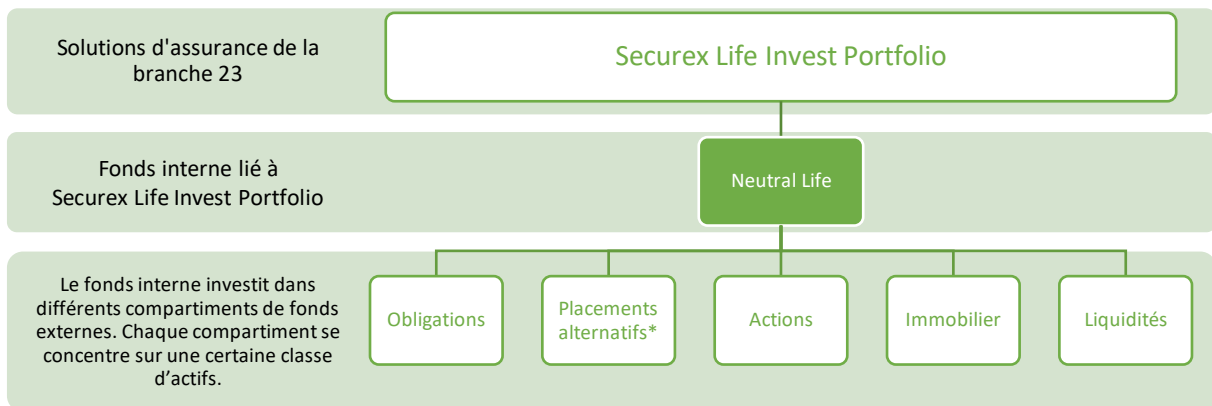 Solutions d'assurance de la
branche 23
Securex Life Invest Portfolio
Fonds interne lié à
Securex Life Invest Portfolio
Neutral Life
Le fonds interne investit dans
différents compartiments de fonds
externes. Chaque compartiment se
concentre sur une certaine classe
d’actifs.
Obligations
Placements
alternatifs*
Actions
Immobilier
Liquidités